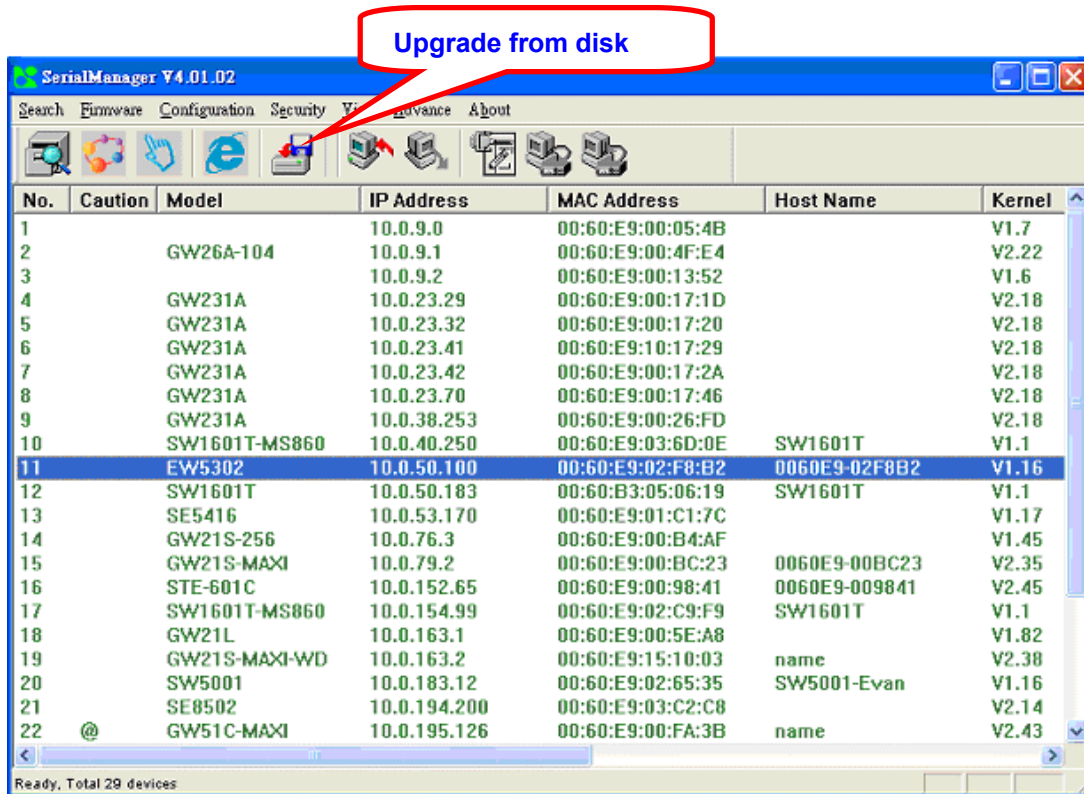 Upgrade from disk
SerialManager V4.01.02
Search Firmware Configuration Security Advance About
No. Caution Model IP Address MAC Address Host Name Kernel
1 10.0.9.0 00:60:E9:00:05:4B V1.7
2 GW26A-104 10.0.9.1 00:60:E9:00:4F:E4 V2.22
3 10.0.9.2 00:60:E9:00:13:52 V1.6
4 GW231A 10.0.23.29 00:60:E9:00:17:1D V2.18
5 GW231A 10.0.23.32 00:60:E9:00:17:20 V2.18
6 GW231A 10.0.23.41 00:60:E9:10:17:29 V2.18
7 GW231A 10.0.23.42 00:60:E9:00:17:2A V2.18
8 GW231A 10.0.23.70 00:60:E9:00:17:46 V2.18
9 GW231A 10.0.38.253 00:60:E9:00:26:FD V2.18
10 SW1601T-MS860 10.0.40.250 00:60:E9:03:6D:0E SW1601T V1.1
11 EW5302 10.0.50.100 00:60:E9:02:F8:B2 0060E9-02F8B2 V1.16
12 SW1601T 10.0.50.183 00:60:B3:05:06:19 SW1601T V1.1
13 SE5416 10.0.53.170 00:60:E9:01:C1:7C V1.17
14 GW21S-256 10.0.76.3 00:60:E9:00:B4:AF V1.45
15 GW21S-MAXI 10.0.79.2 00:60:E9:00:BC:23 0060E9-00BC23 V2.35
16 STE-601C 10.0.152.65 00:60:E9:00:98:41 0060E9-009841 V2.45
17 SW1601T-MS860 10.0.154.99 00:60:E9:02:C9:F9 SW1601T V1.1
18 GW21L 10.0.163.1 00:60:E9:00:5E:A8 V1.82
19 GW21S-MAXI-WD 10.0.163.2 00:60:E9:15:10:03 name V2.38
20 SW5001 10.0.183.12 00:60:E9:02:65:35 SW5001-Evan V1.16
21 SE8502 10.0.194.200 00:60:E9:03:C2:C8 V2.14
22 @ GW51C-MAXI 10.0.195.126 00:60:E9:00:FA:3B name V2.43
Ready, Total 29 devices